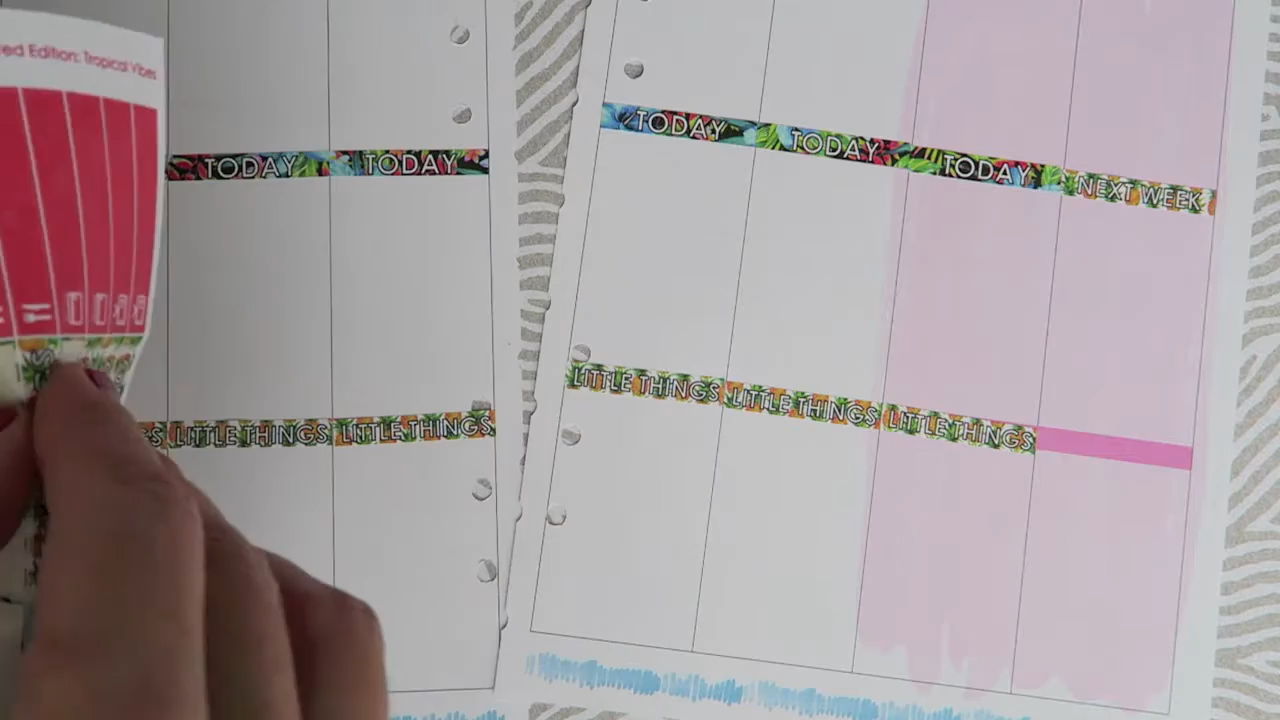 ed Edition: Tropical Vibes
TODAY TODAY
TODAY TODAY TODAY NEXT WEEK
LITTLE THINGS LITTLE THINGS LITTLE THINGS
GS LITTLE THINGS LITTLE THINGS